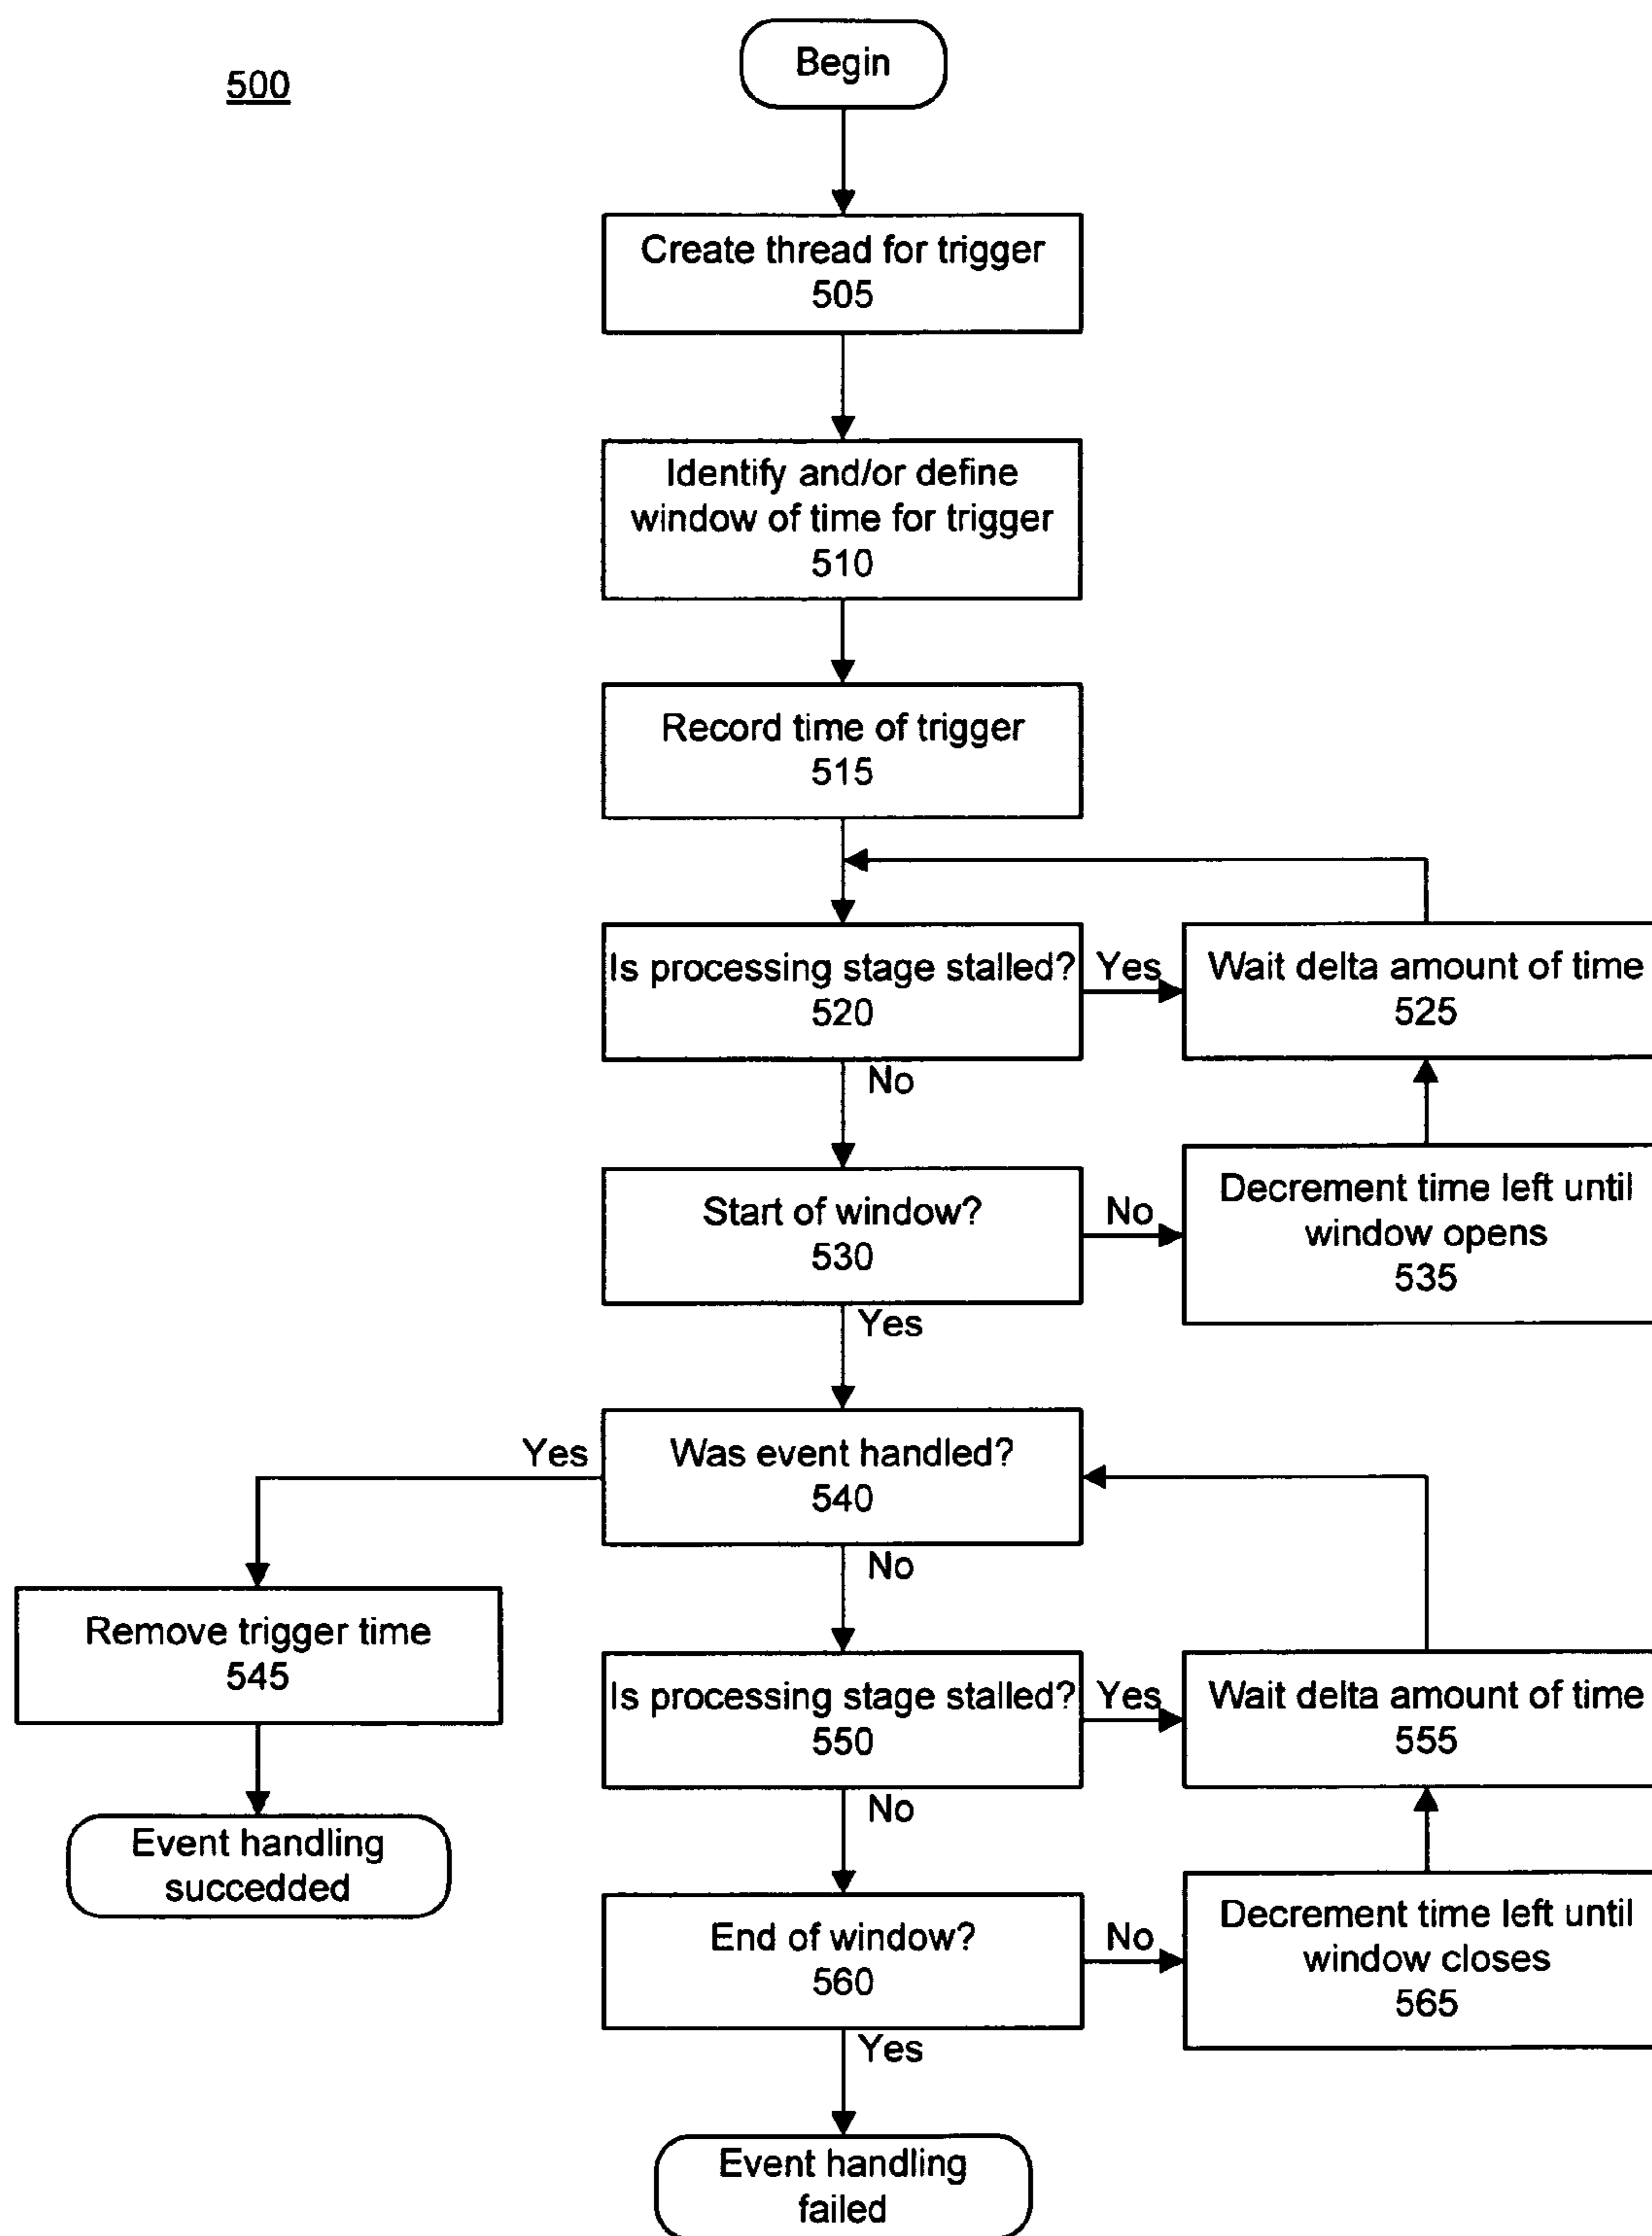 500
Begin
Create thread for trigger
505
Identify and/or define
window of time for trigger
510
Record time of trigger
515
Is processing stage stalled?
520
Yes
Wait delta amount of time
525
No
Start of window?
530
No
Decrement time left until
window opens
535
Yes
Was event handled?
540
Yes
Remove trigger time
545
Event handling
succedded
No
Is processing stage stalled?
550
Yes
Wait delta amount of time
555
No
End of window?
560
No
Decrement time left until
window closes
565
Yes
Event handling
failed